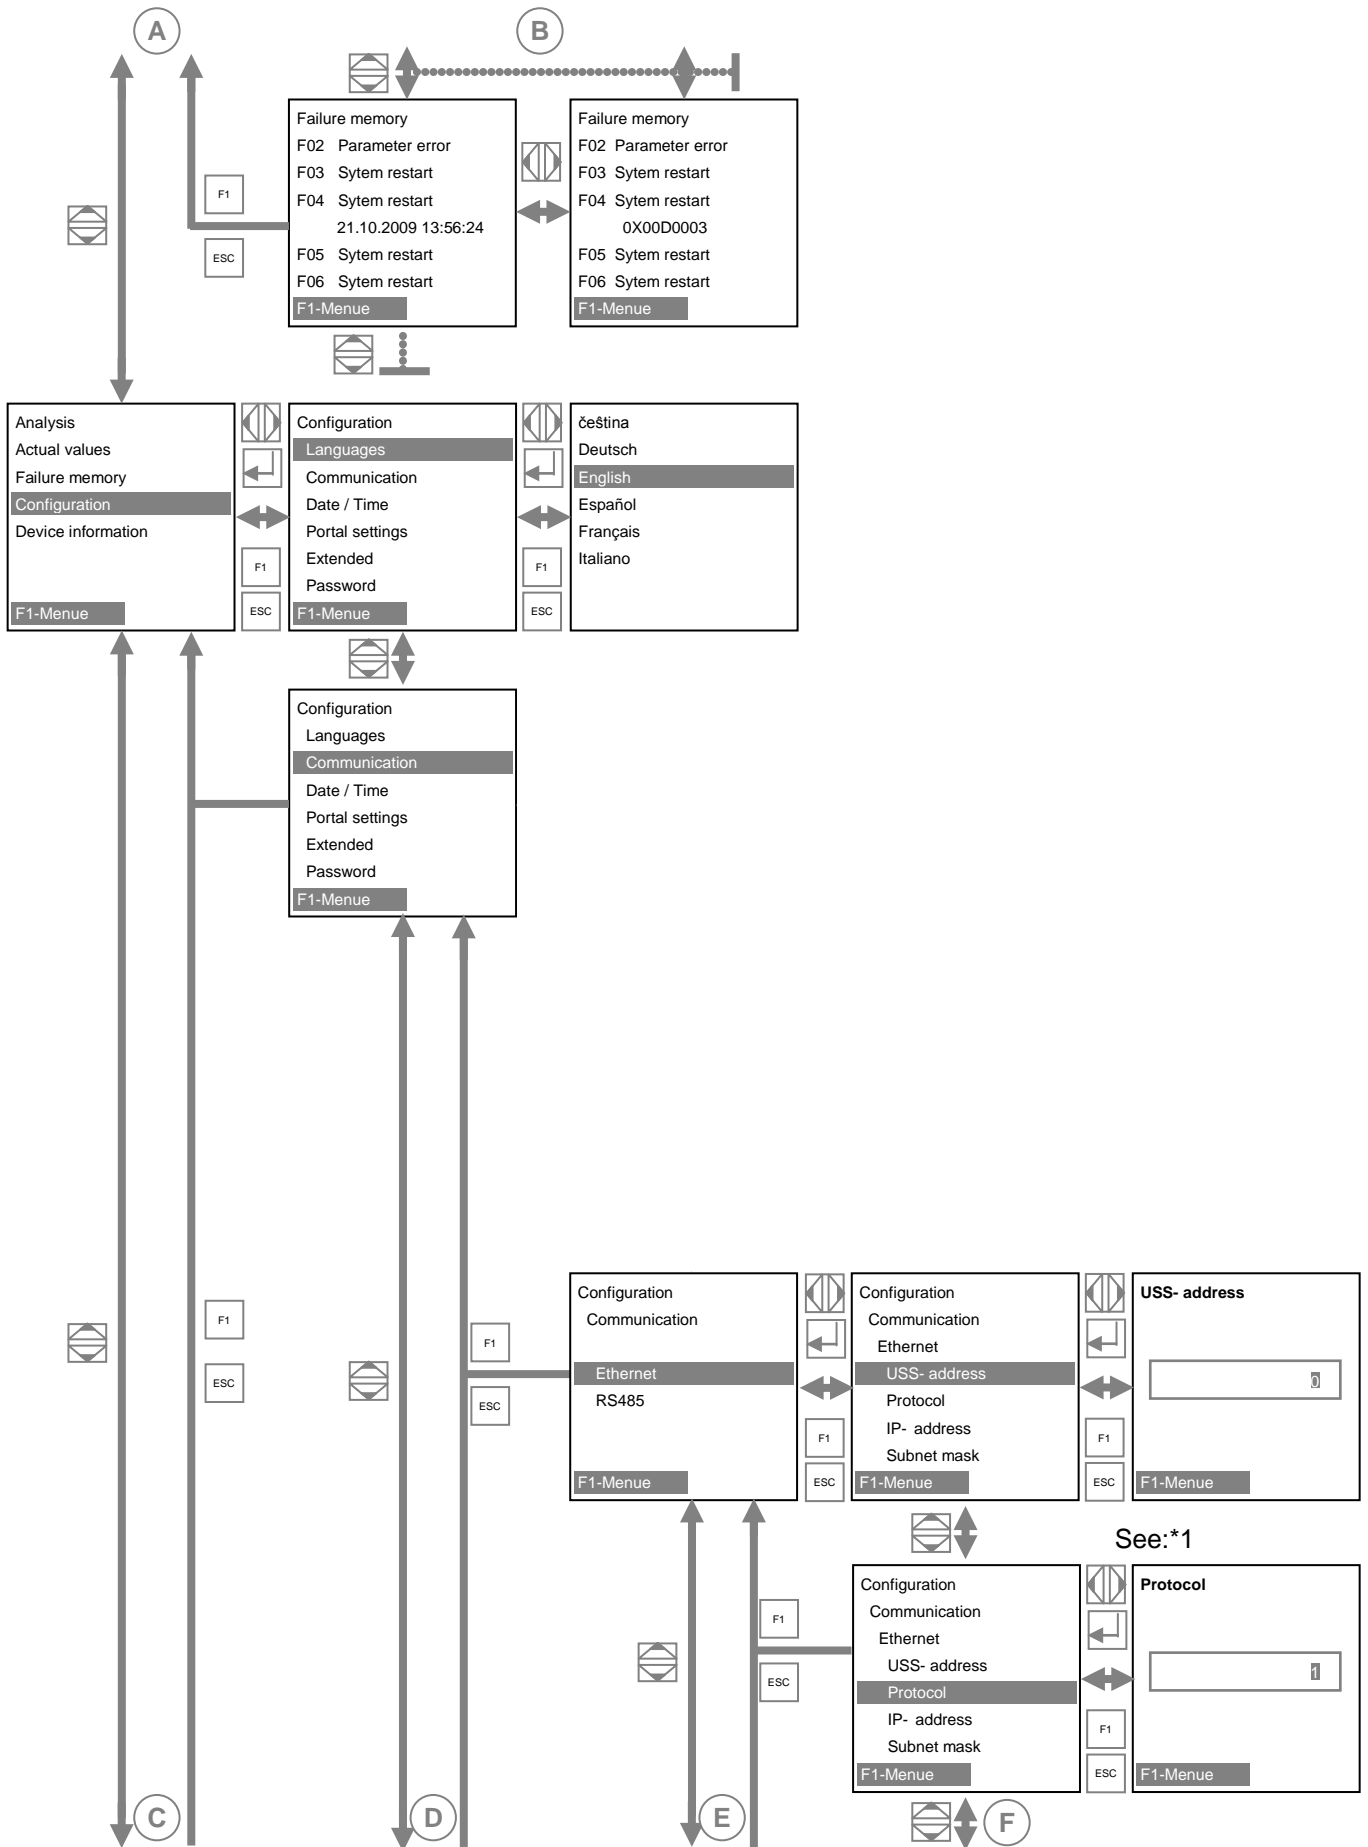 A
B
Failure memory
F02 Parameter error
F03 Sytem restart
F04 Sytem restart
21.10.2009 13:56:24
F05 Sytem restart
F06 Sytem restart
F1-Menue
Failure memory
F02 Parameter error
F03 Sytem restart
F04 Sytem restart
0X00D0003
F05 Sytem restart
F06 Sytem restart
F1-Menue
F1
ESC
Analysis
Actual values
Failure memory
Configuration
Device information
F1-Menue
F1
ESC
Configuration
Languages
Communication
Date / Time
Portal settings
Extended
Password
F1-Menue
F1
ESC
čeština
Deutsch
English
Español
Français
Italiano
Configuration
Languages
Communication
Date / Time
Portal settings
Extended
Password
F1-Menue
F1
ESC
F1
ESC
Configuration
Communication
Ethernet
RS485
F1-Menue
F1
ESC
Configuration
Communication
Ethernet
USS- address
Protocol
IP- address
Subnet mask
F1-Menue
F1
ESC
USS- address
0
F1-Menue
See:*1
F1
ESC
Configuration
Communication
Ethernet
USS- address
Protocol
IP- address
Subnet mask
F1-Menue
F1
ESC
Protocol
1
F1-Menue
C
D
E
F